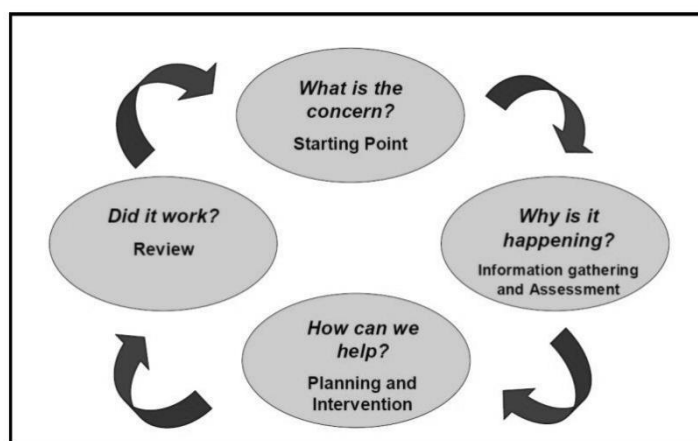 What is the
concern?
Starting Point
Why is it
happening?
Information gathering
and Assessment
How can we
help?
Planning and
Intervention
Did it work?
Review